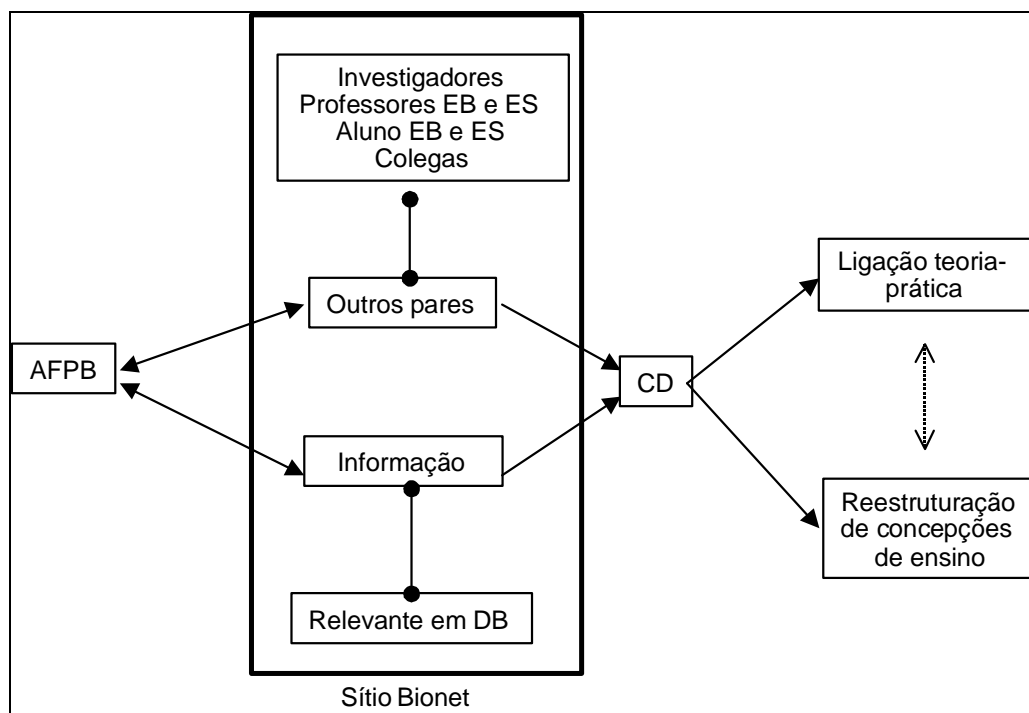 Investigadores
Professores EB e ES
Aluno EB e ES
Colegas
Outros pares
AFPB
Informação
Relevante em DB
Sítio Bionet
CD
Ligação teoria-
prática
Reestruturação
de concepções
de ensino